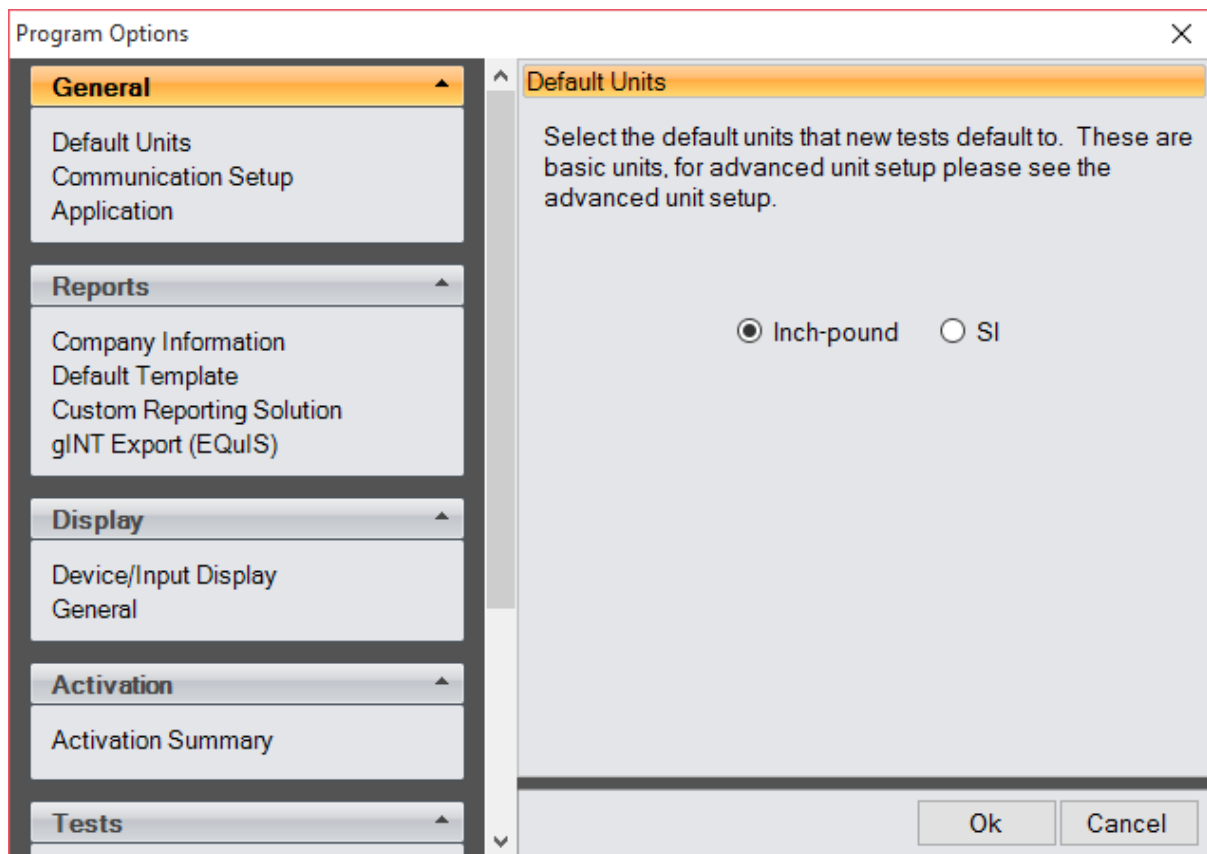 Program Options
General
Default Units
Communication Setup
Application
Reports
Company Information
Default Template
Custom Reporting Solution
gINT Export (EQuIS)
Display
Device/Input Display
General
Activation
Activation Summary
Tests
Default Units
Select the default units that new tests default to.  These are
basic units, for advanced unit setup please see the
advanced unit setup.
Inch-pound SI
Ok Cancel